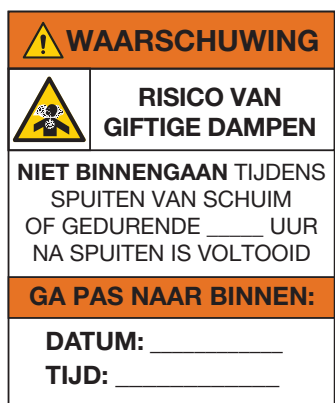 WAARSCHUWING
RISICO VAN
GIFTIGE DAMPEN
NIET BINNENGAAN TIJDENS
SPUITEN VAN SCHUIM
OF GEDURENDE _____ UUR
NA SPUITEN IS VOLTOOID
GA PAS NAAR BINNEN:
DATUM: ____________
TIJD: ______________